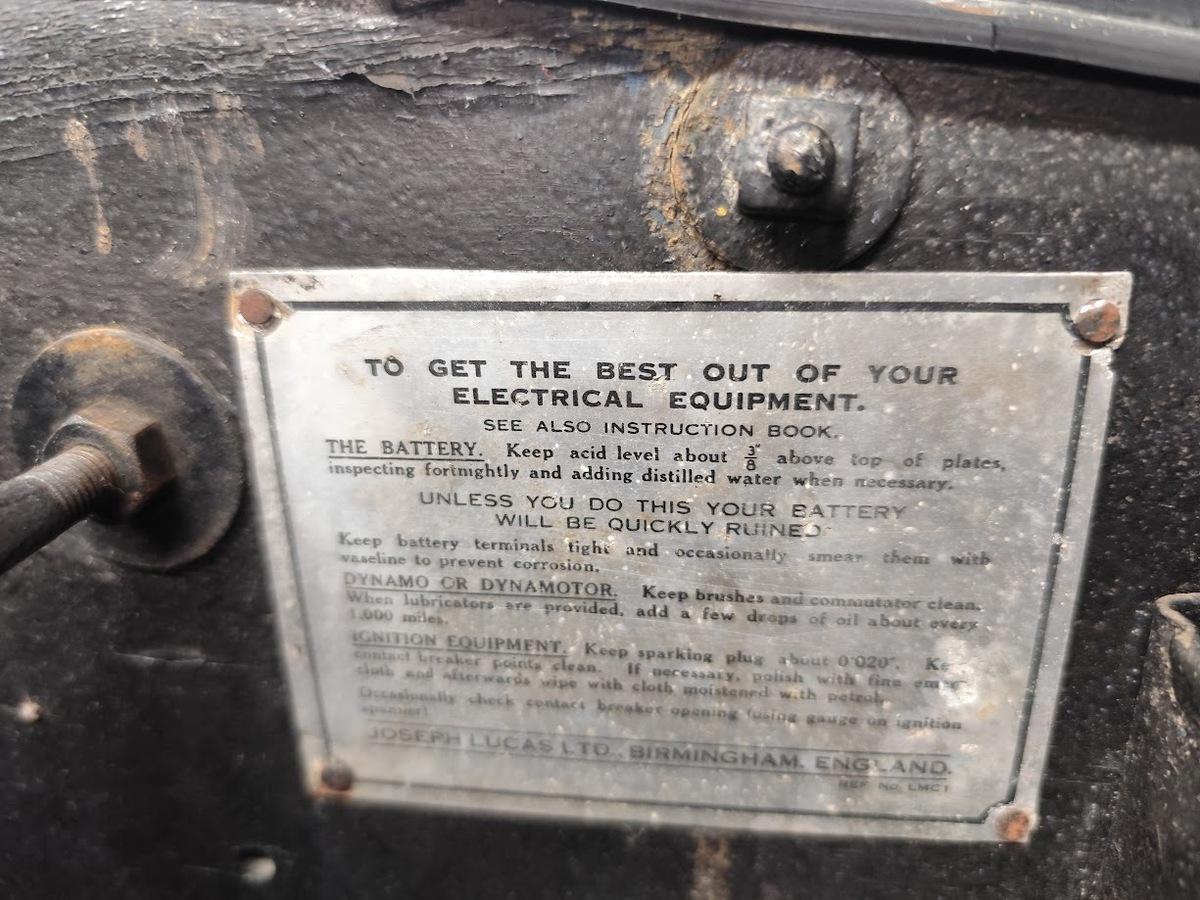 TO GET THE BEST OUT OF YOUR
ELECTRICAL EQUIPMENT.
SEE ALSO INSTRUCTION BOOK.
THE BATTERY. Keep acid level about 3/8" above top of plates,
inspecting fortnightly and adding distilled water when necessary.
UNLESS YOU DO THIS YOUR BATTERY
WILL BE QUICKLY RUINED
Keep battery terminals tight and occasionally smear them with
vaseline to prevent corrosion.
DYNAMO OR DYNAMOTOR. Keep brushes and commutator clean.
When lubricators are provided, add a few drops of oil about every
1,000 miles.
IGNITION EQUIPMENT. Keep sparking plug about 0·020".
contact breaker points clean. If necessary, polish with fine
cloth and afterwards wipe with cloth moistened with petrol.
Occasionally check contact breaker opening (using gauge on ignition
spanner)
JOSEPH LUCAS LTD., BIRMINGHAM, ENGLAND.
REF No. LMC1